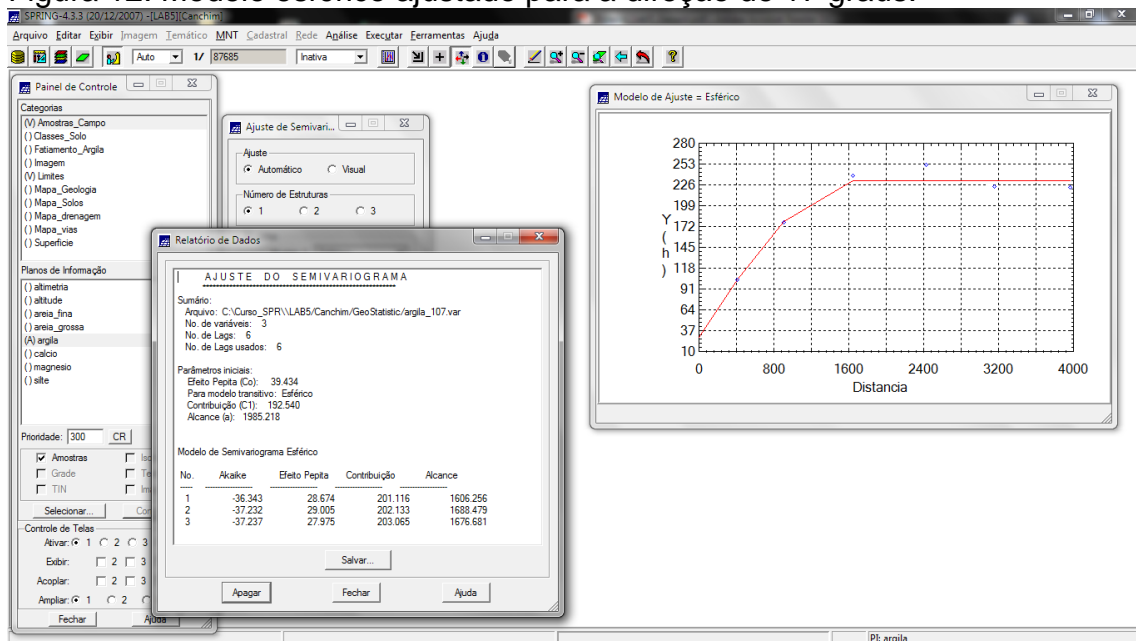 SPRING-4.3.3 (20/12/2007) -[LAB5][Canchim]
Arquivo Editar Exibir Imagem Temático MNT Cadastral Rede Análise Executar Ferramentas Ajuda
Auto 1/ 87685 Inativa
Painel de Controle
Categorias
(V) Amostras_Campo
( ) Classes_Solo
( ) Fatiamento_Argila
( ) Imagem
(V) Limites
( ) Mapa_Geologia
( ) Mapa_Solos
( ) Mapa_drenagem
( ) Mapa_vias
( ) Superficie
Planos de Informação
( ) altimetria
( ) altitude
( ) areia_fina
( ) areia_grossa
(A) argila
( ) calcio
( ) magnesio
( ) silte
Prioridade: 300 CR
Amostras
Grade
TIN
Selecionar...
Controle de Telas
Ativar: 1 2 3
Exibir: 2 3
Acoplar: 2 3
Ampliar: 1 2
Fechar Ajuda
Ajuste de Semivari...
Ajuste
Automático Visual
Número de Estruturas
1 2 3
Relatório de Dados
AJUSTE DO SEMIVARIOGRAMA
Sumário:
Arquivo: C:\Curso_SPR\\LAB5/Canchim/GeoStatistic/argila_107.var
No. de variáveis: 3
No. de Lags: 6
No. de Lags usados: 6
Parâmetros iniciais:
Efeito Pepita (Co): 39.434
Para modelo transitivo: Esférico
Contribuição (C1): 192.540
Alcance (a): 1985.218
Modelo de Semivariograma Esférico
No. Akaike Efeito Pepita Contribuição Alcance
1 -36.343 28.674 201.116 1606.256
2 -37.232 29.005 202.133 1688.479
3 -37.237 27.975 203.065 1676.681
Salvar...
Apagar Fechar Ajuda
Modelo de Ajuste = Esférico
280
253
226
199
172
145
118
91
64
37
10
Y(h)
0 800 1600 2400 3200 4000
Distancia
PI: argila